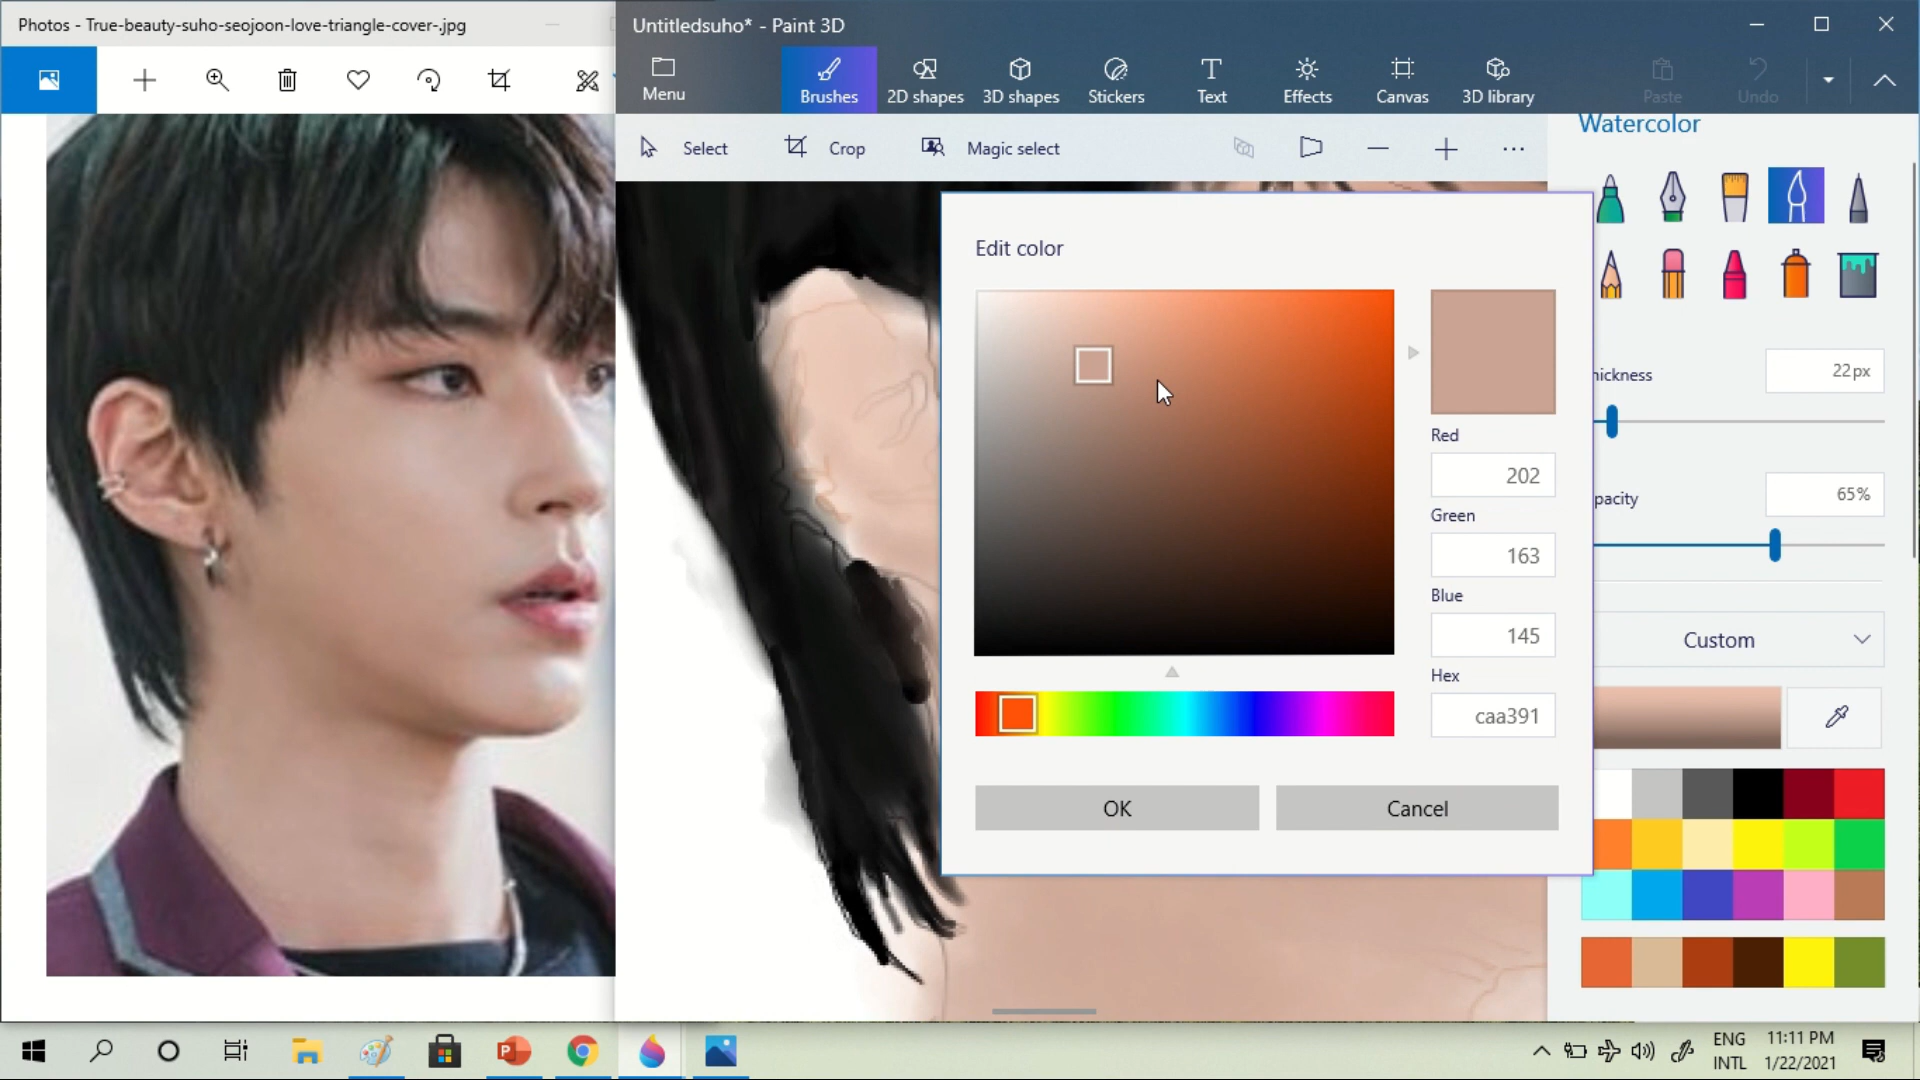 Photos - True-beauty-suho-seojoon-love-triangle-cover-.jpg
Untitledsuho* - Paint 3D
Menu
Brushes
2D shapes
3D shapes
Stickers
Text
Effects
Canvas
3D library
Paste
Undo
Select
Crop
Magic select
Watercolor
Edit color
Red
202
Green
163
Blue
145
Hex
caa391
OK
Cancel
hickness
22px
pacity
65%
Custom
ENG
INTL
11:11 PM
1/22/2021